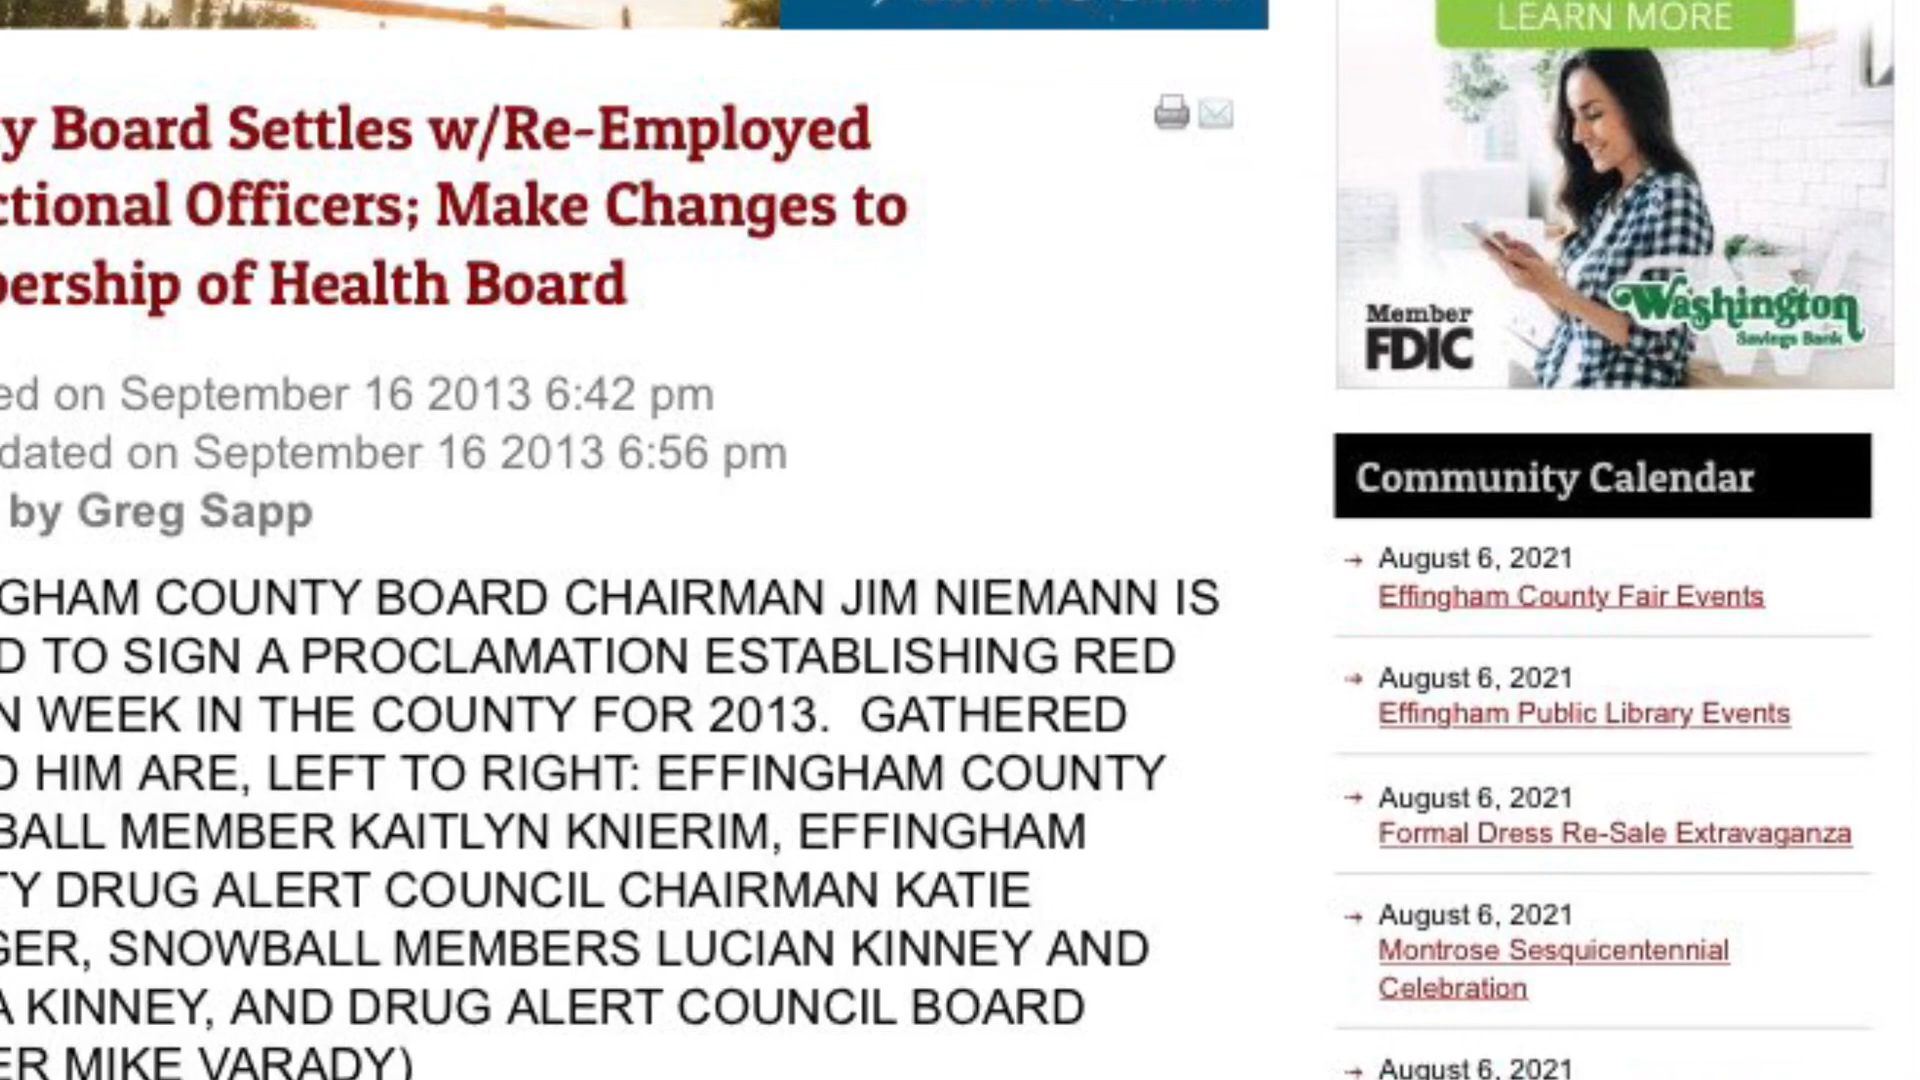 LEARN MORE
y Board Settles w/Re-Employed
ctional Officers; Make Changes to
bership of Health Board
ed on September 16 2013 6:42 pm
dated on September 16 2013 6:56 pm
by Greg Sapp
GHAM COUNTY BOARD CHAIRMAN JIM NIEMANN IS
D TO SIGN A PROCLAMATION ESTABLISHING RED
N WEEK IN THE COUNTY FOR 2013.  GATHERED
D HIM ARE, LEFT TO RIGHT: EFFINGHAM COUNTY
BALL MEMBER KAITLYN KNIERIM, EFFINGHAM
TY DRUG ALERT COUNCIL CHAIRMAN KATIE
GER, SNOWBALL MEMBERS LUCIAN KINNEY AND
A KINNEY, AND DRUG ALERT COUNCIL BOARD
ER MIKE VARADY)
Member
FDIC
Washington
Savings Bank
Community Calendar
August 6, 2021
Effingham County Fair Events
August 6, 2021
Effingham Public Library Events
August 6, 2021
Formal Dress Re-Sale Extravaganza
August 6, 2021
Montrose Sesquicentennial
Celebration
August 6, 2021